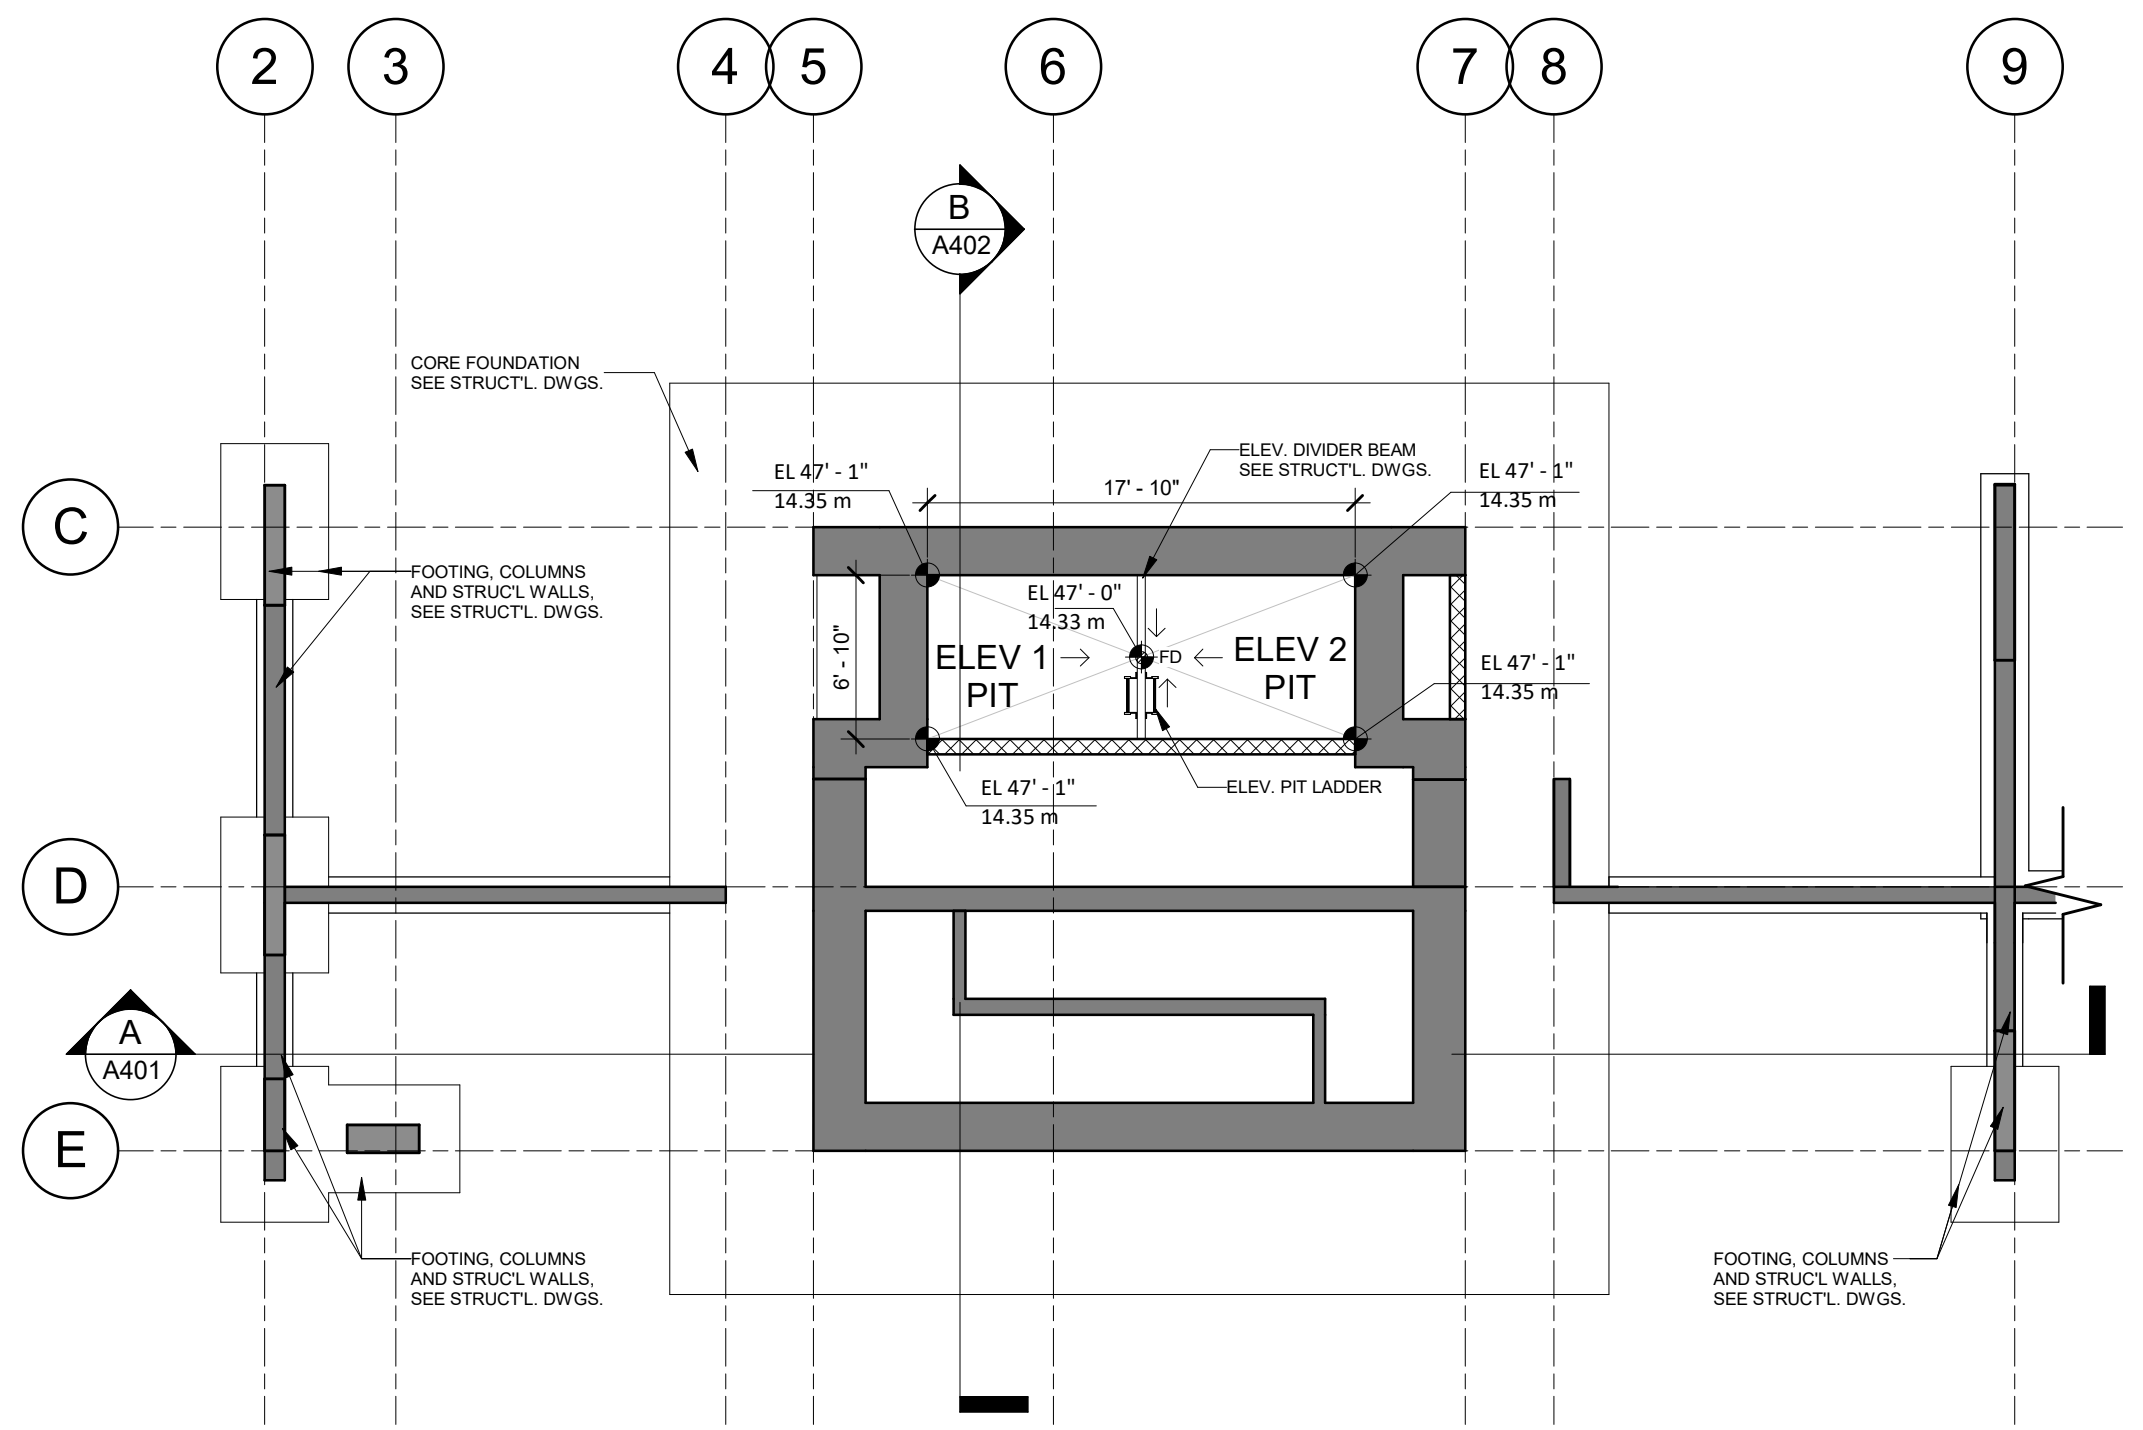 2
3
4
5
6
7
8
9
B
A402
CORE FOUNDATION
SEE STRUCT'L. DWGS.
ELEV. DIVIDER BEAM
SEE STRUCT'L. DWGS.
EL 47' - 1"
14.35 m
17' - 10"
EL 47' - 1"
14.35 m
C
FOOTING, COLUMNS
AND STRUC'L WALLS,
SEE STRUCT'L. DWGS.
EL 47' - 0"
14.33 m
6' - 10"
ELEV 1
PIT
FD
ELEV 2
PIT
EL 47' - 1"
14.35 m
EL 47' - 1"
14.35 m
ELEV. PIT LADDER
D
A
A401
E
FOOTING, COLUMNS
AND STRUC'L WALLS,
SEE STRUCT'L. DWGS.
FOOTING, COLUMNS
AND STRUC'L WALLS,
SEE STRUCT'L. DWGS.